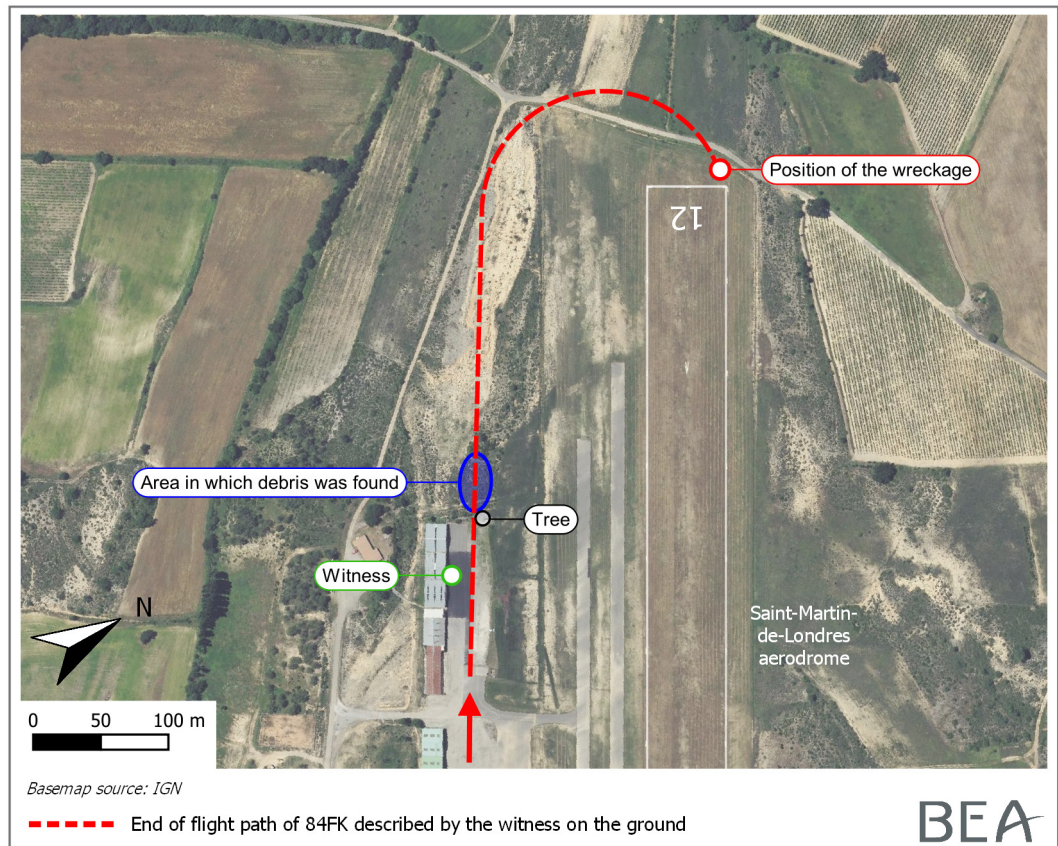 Position of the wreckage
12
Area in which debris was found
Tree
Witness
N
Saint-Martin-
de-Londres
aerodrome
0 50 100 m
Basemap source: IGN
End of flight path of 84FK described by the witness on the ground
BEA